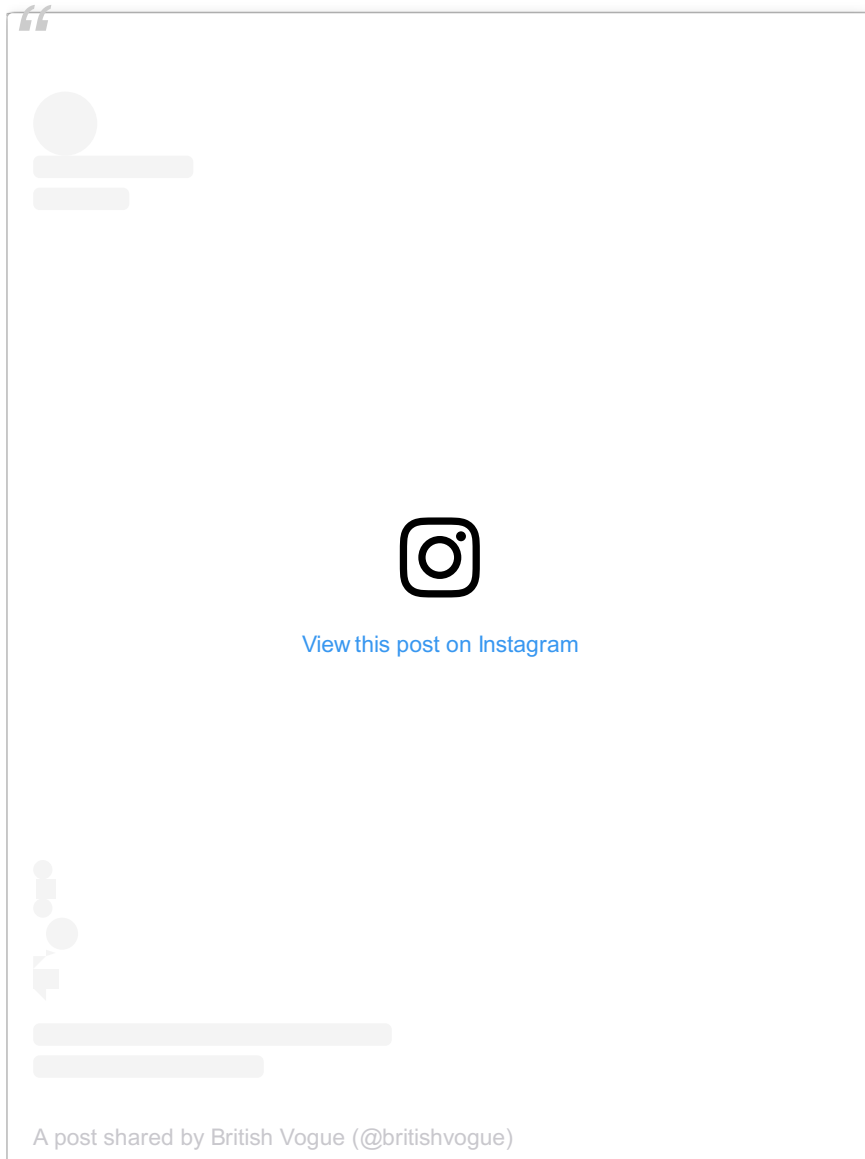 “
View this post on Instagram
A post shared by British Vogue (@britishvogue)